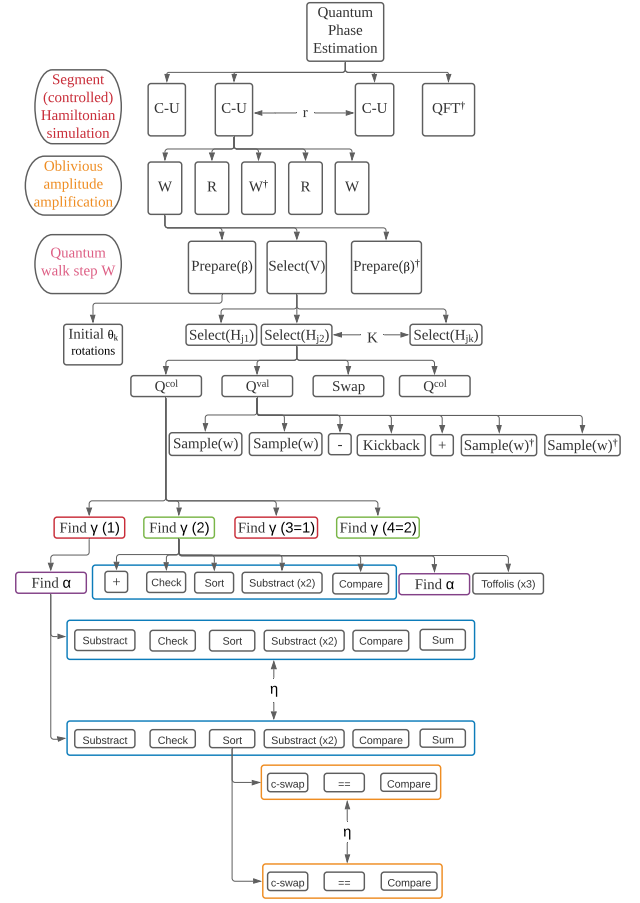 Quantum
Phase
Estimation
Segment
(controlled)
Hamiltonian
simulation
C-U
C-U
r
C-U
QFT†
Oblivious
amplitude
amplification
W
R
W†
R
W
Quantum
walk step W
Prepare(β)
Select(V)
Prepare(β)†
Initial θk
rotations
Select(Hj1)
Select(Hj2)
K
Select(Hjk)
Qcol
Qval
Swap
Qcol
Sample(w)
Sample(w)
-
Kickback
+
Sample(w)†
Sample(w)†
Find γ (1)
Find γ (2)
Find γ (3=1)
Find γ (4=2)
Find α
+
Check
Sort
Substract (x2)
Compare
Find α
Toffolis (x3)
Substract
Check
Sort
Substract (x2)
Compare
Sum
η
Substract
Check
Sort
Substract (x2)
Compare
Sum
c-swap
==
Compare
η
c-swap
==
Compare